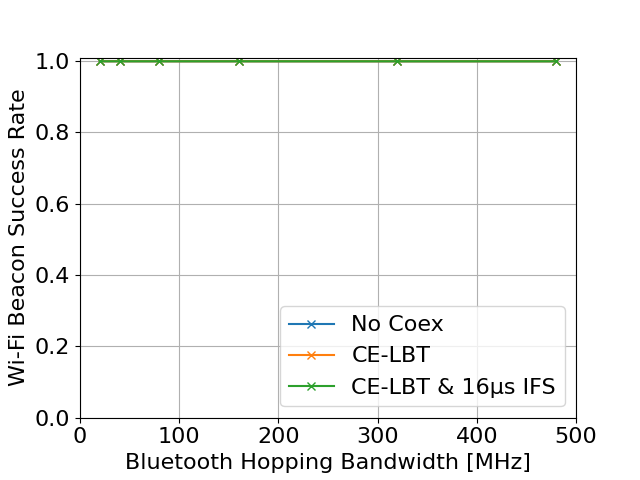 1.0
0.8
0.6
0.4
0.2
0.0
Wi-Fi Beacon Success Rate
No Coex
CE-LBT
CE-LBT & 16µs IFS
0 100 200 300 400 500
Bluetooth Hopping Bandwidth [MHz]